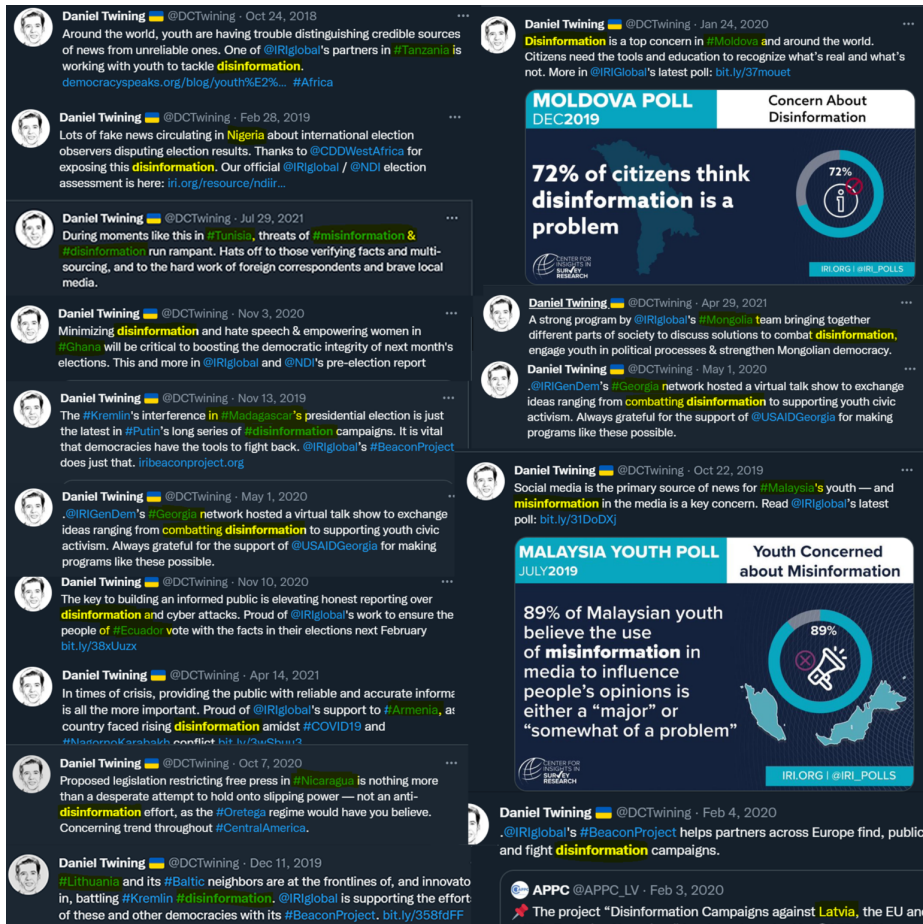 Daniel Twining 🇺🇦 @DCTwining · Oct 24, 2018
Around the world, youth are having trouble distinguishing credible sources
of news from unreliable ones. One of @IRIglobal's partners in #Tanzania is
working with youth to tackle disinformation.
democracyspeaks.org/blog/youth%E2%... #Africa
Daniel Twining 🇺🇦 @DCTwining · Feb 28, 2019
Lots of fake news circulating in Nigeria about international election
observers disputing election results. Thanks to @CDDWestAfrica for
exposing this disinformation. Our official @IRIglobal / @NDI election
assessment is here: iri.org/resource/ndiir...
Daniel Twining 🇺🇦 @DCTwining · Jul 29, 2021
During moments like this in #Tunisia, threats of #misinformation &
#disinformation run rampant. Hats off to those verifying facts and multi-
sourcing, and to the hard work of foreign correspondents and brave local
media.
Daniel Twining 🇺🇦 @DCTwining · Nov 3, 2020
Minimizing disinformation and hate speech & empowering women in
#Ghana will be critical to boosting the democratic integrity of next month's
elections. This and more in @IRIglobal and @NDI's pre-election report
Daniel Twining 🇺🇦 @DCTwining · Nov 13, 2019
The #Kremlin's interference in #Madagascar's presidential election is just
the latest in #Putin's long series of #disinformation campaigns. It is vital
that democracies have the tools to fight back. @IRIglobal's #BeaconProject
does just that. iribeaconproject.org
Daniel Twining 🇺🇦 @DCTwining · May 1, 2020
.@IRIGenDem's #Georgia network hosted a virtual talk show to exchange
ideas ranging from combatting disinformation to supporting youth civic
activism. Always grateful for the support of @USAIDGeorgia for making
programs like these possible.
Daniel Twining 🇺🇦 @DCTwining · Nov 10, 2020
The key to building an informed public is elevating honest reporting over
disinformation and cyber attacks. Proud of @IRIglobal's work to ensure the
people of #Ecuador vote with the facts in their elections next February
bit.ly/38xUuzx
Daniel Twining 🇺🇦 @DCTwining · Apr 14, 2021
In times of crisis, providing the public with reliable and accurate informa
is all the more important. Proud of @IRIglobal's support to #Armenia, as
country faced rising disinformation amidst #COVID19 and
#NagornoKarabakh conflict
Daniel Twining 🇺🇦 @DCTwining · Oct 7, 2020
Proposed legislation restricting free press in #Nicaragua is nothing more
than a desperate attempt to hold onto slipping power — not an anti-
disinformation effort, as the #Oretega regime would have you believe.
Concerning trend throughout #CentralAmerica.
Daniel Twining 🇺🇦 @DCTwining · Dec 11, 2019
#Lithuania and its #Baltic neighbors are at the frontlines of, and innovato
in, battling #Kremlin #disinformation. @IRIglobal is supporting the effort
of these and other democracies with its #BeaconProject. bit.ly/358fdFF
Daniel Twining 🇺🇦 @DCTwining · Jan 24, 2020
Disinformation is a top concern in #Moldova and around the world.
Citizens need the tools and education to recognize what's real and what's
not. More in @IRIGlobal's latest poll: bit.ly/37mouet
MOLDOVA POLL
DEC2019
Concern About
Disinformation
72% of citizens think
disinformation is a
problem
72%
CENTER FOR
INSIGHTS IN
SURVEY
RESEARCH
IRI.ORG | @IRI_POLLS
Daniel Twining 🇺🇦 @DCTwining · Apr 29, 2021
A strong program by @IRIglobal's #Mongolia team bringing together
different parts of society to discuss solutions to combat disinformation,
engage youth in political processes & strengthen Mongolian democracy.
Daniel Twining 🇺🇦 @DCTwining · May 1, 2020
.@IRIGenDem's #Georgia network hosted a virtual talk show to exchange
ideas ranging from combatting disinformation to supporting youth civic
activism. Always grateful for the support of @USAIDGeorgia for making
programs like these possible.
Daniel Twining 🇺🇦 @DCTwining · Oct 22, 2019
Social media is the primary source of news for #Malaysia's youth — and
misinformation in the media is a key concern. Read @IRIglobal's latest
poll: bit.ly/31DoDXj
MALAYSIA YOUTH POLL
JULY2019
Youth Concerned
about Misinformation
89% of Malaysian youth
believe the use
of misinformation in
media to influence
people's opinions is
either a "major" or
"somewhat of a problem"
89%
CENTER FOR
INSIGHTS IN
SURVEY
RESEARCH
IRI.ORG | @IRI_POLLS
Daniel Twining 🇺🇦 @DCTwining · Feb 4, 2020
.@IRIglobal's #BeaconProject helps partners across Europe find, public
and fight disinformation campaigns.
APPC @APPC_LV · Feb 3, 2020
📌 The project "Disinformation Campaigns against Latvia, the EU an